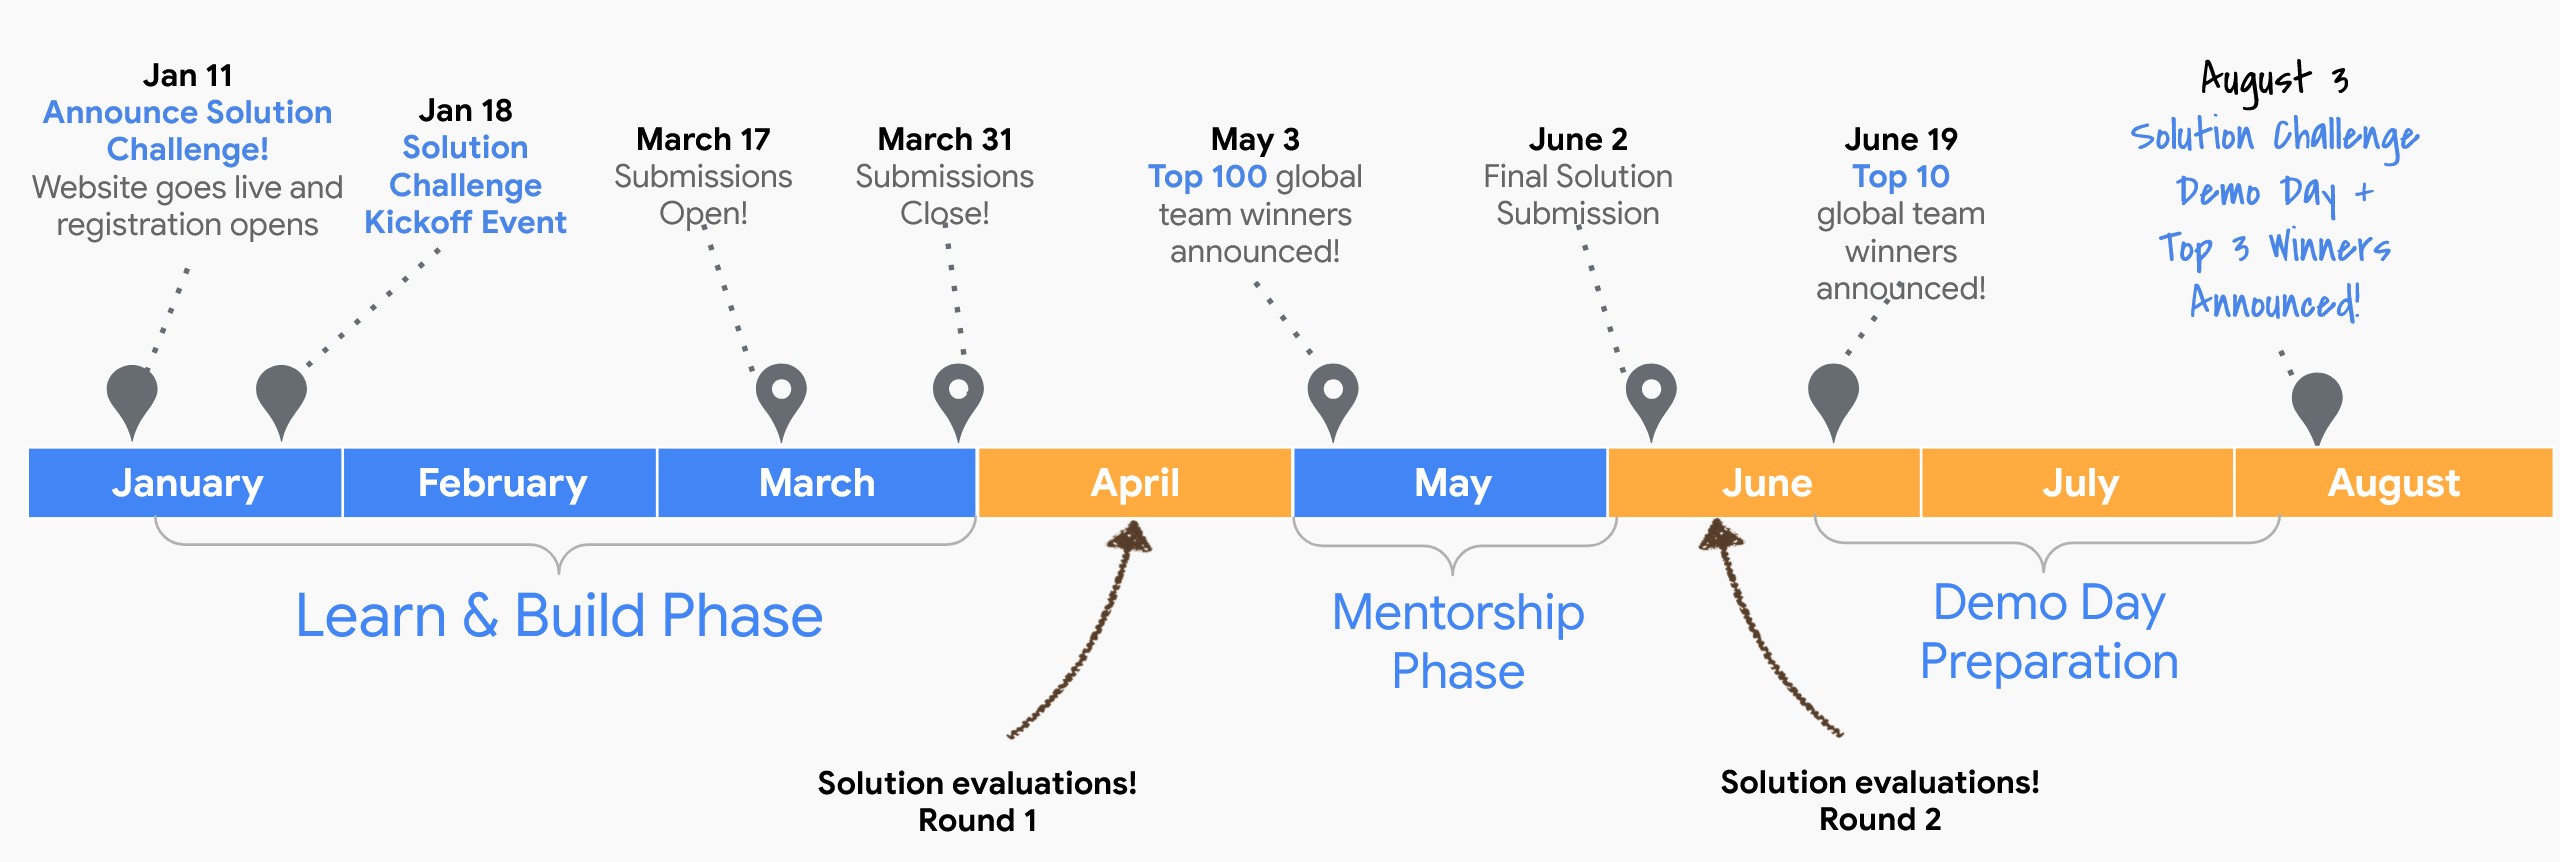 Jan 11
Announce Solution
Challenge!
Website goes live and
registration opens
Jan 18
Solution
Challenge
Kickoff Event
March 17
Submissions
Open!
March 31
Submissions
Close!
May 3
Top 100 global
team winners
announced!
June 2
Final Solution
Submission
June 19
Top 10
global team
winners
announced!
August 3
Solution Challenge
Demo Day +
Top 3 Winners
Announced!
January
February
March
April
May
June
July
August
Learn & Build Phase
Mentorship
Phase
Demo Day
Preparation
Solution evaluations!
Round 1
Solution evaluations!
Round 2